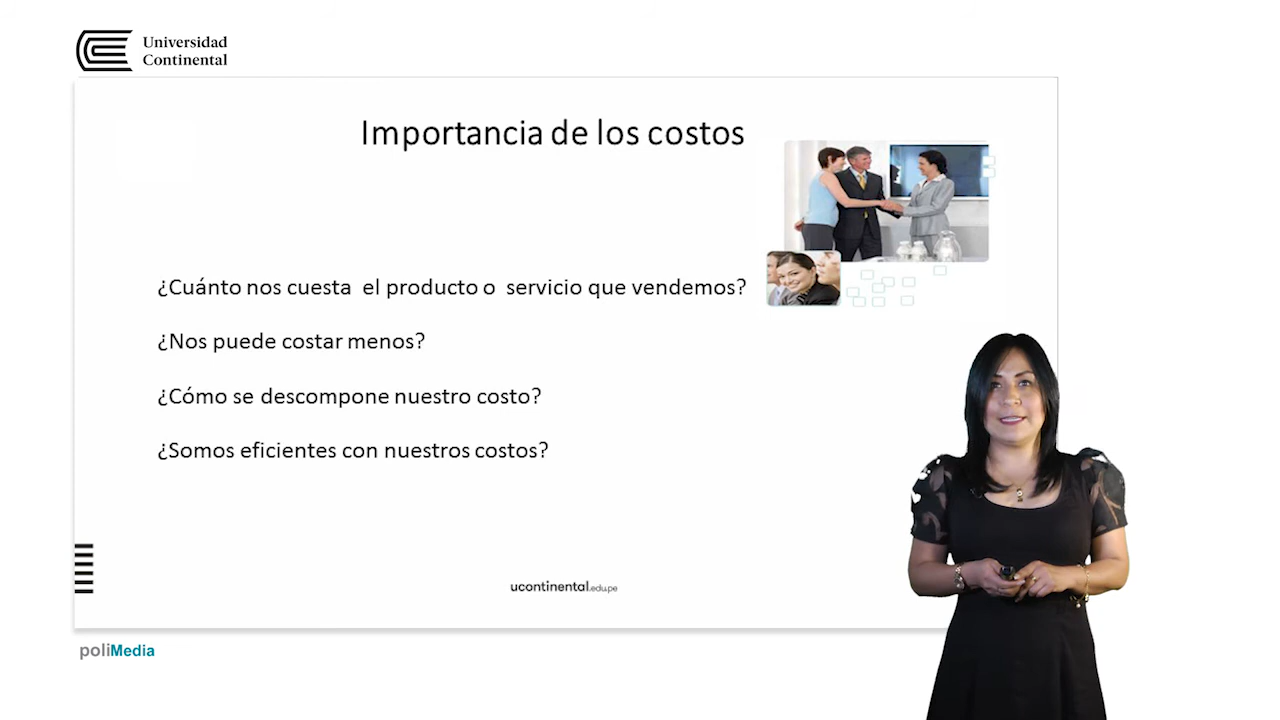 Universidad
Continental
Importancia de los costos
¿Cuánto nos cuesta el producto o servicio que vendemos?
¿Nos puede costar menos?
¿Cómo se descompone nuestro costo?
¿Somos eficientes con nuestros costos?
ucontinental.edu.pe
poliMedia